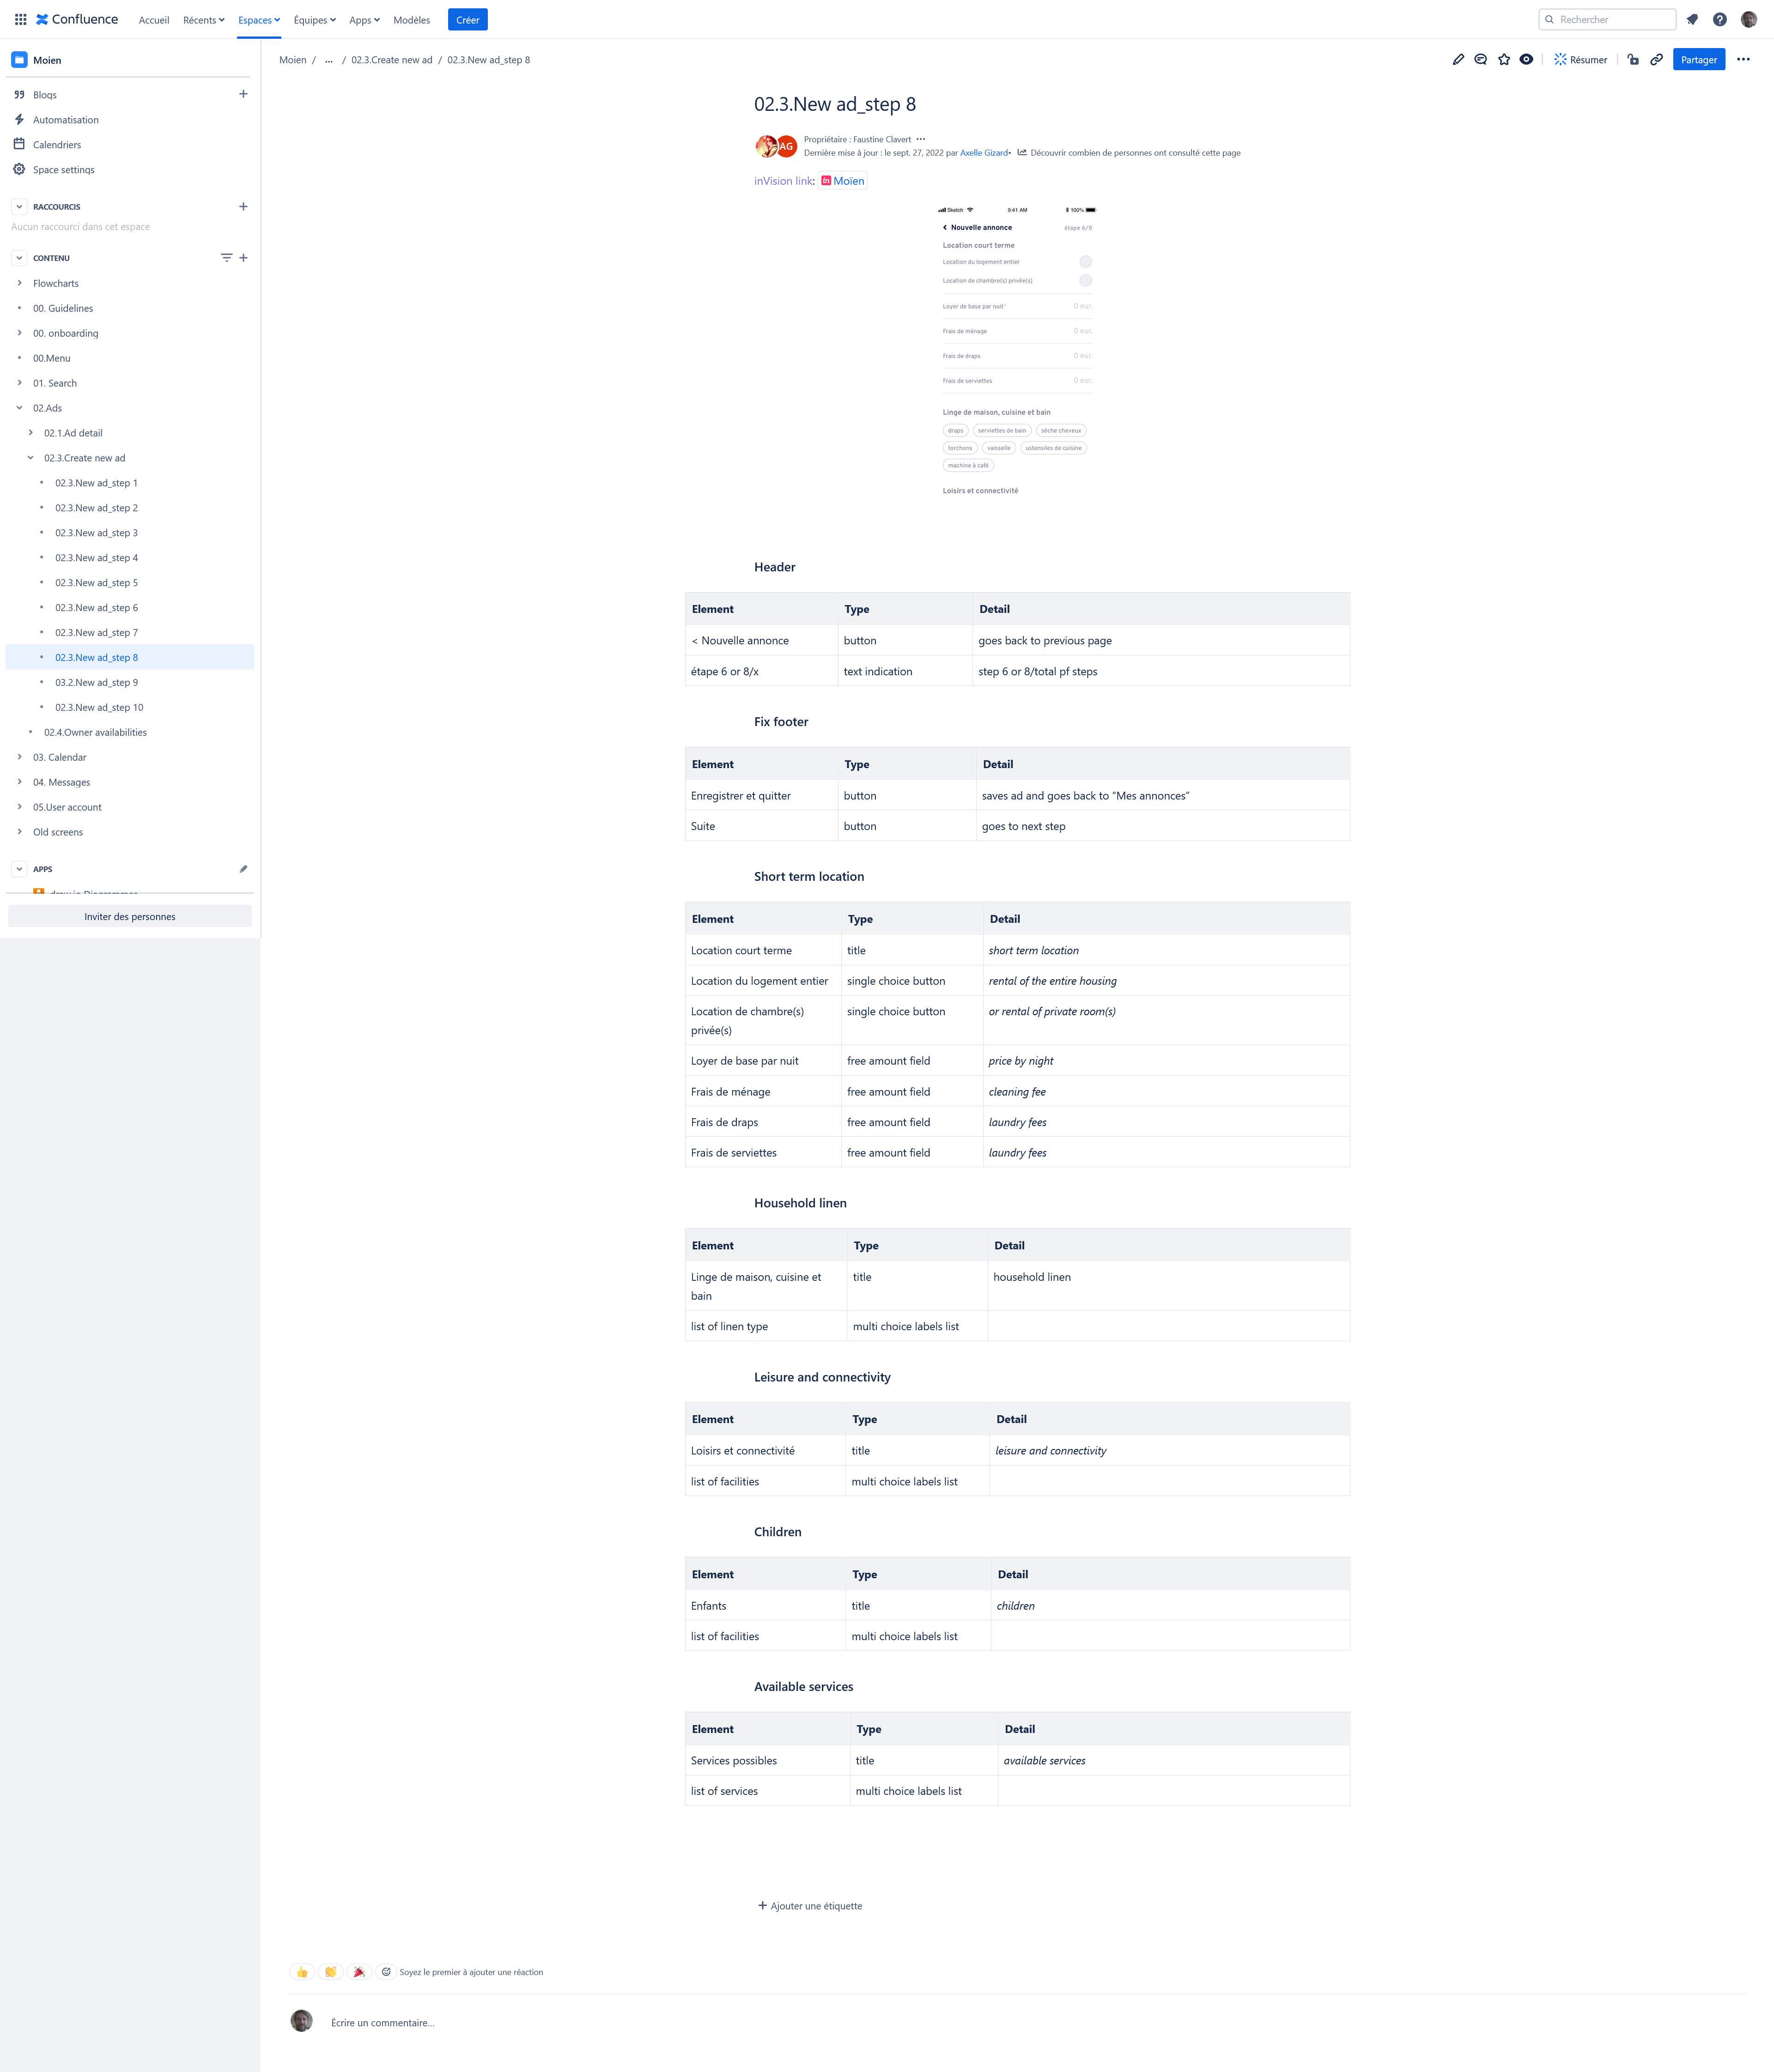 Confluence Accueil Récents Espaces Équipes Apps Modèles Créer Rechercher
Moien
Blogs
Automatisation
Calendriers
Space settings
RACCOURCIS
Aucun raccourci dans cet espace
CONTENU
Flowcharts
00. Guidelines
00. onboarding
00.Menu
01. Search
02.Ads
02.1.Ad detail
02.3.Create new ad
02.3.New ad_step 1
02.3.New ad_step 2
02.3.New ad_step 3
02.3.New ad_step 4
02.3.New ad_step 5
02.3.New ad_step 6
02.3.New ad_step 7
02.3.New ad_step 8
03.2.New ad_step 9
02.3.New ad_step 10
02.4.Owner availabilities
03. Calendar
04. Messages
05.User account
Old screens
APPS
Inviter des personnes
Moien / ... / 02.3.Create new ad / 02.3.New ad_step 8
Résumer Partager
02.3.New ad_step 8
AG
Propriétaire : Faustine Clavert
Dernière mise à jour : le sept. 27, 2022 par Axelle Gizard• Découvrir combien de personnes ont consulté cette page
inVision link: in Moïen
Sketch 9:41 AM 100%
Nouvelle annonce étape 6/8
Location court terme
Location du logement entier
Location de chambre(s) privée(s)
Loyer de base par nuit* 0 eur.
Frais de ménage 0 eur.
Frais de draps 0 eur.
Frais de serviettes 0 eur.
Linge de maison, cuisine et bain
draps serviettes de bain sèche cheveux
torchons vaisselle ustensiles de cuisine
machine à café
Loisirs et connectivité
Header
Element Type Detail
< Nouvelle annonce button goes back to previous page
étape 6 or 8/x text indication step 6 or 8/total pf steps
Fix footer
Element Type Detail
Enregistrer et quitter button saves ad and goes back to “Mes annonces”
Suite button goes to next step
Short term location
Element Type Detail
Location court terme title short term location
Location du logement entier single choice button rental of the entire housing
Location de chambre(s) single choice button or rental of private room(s)
privée(s)
Loyer de base par nuit free amount field price by night
Frais de ménage free amount field cleaning fee
Frais de draps free amount field laundry fees
Frais de serviettes free amount field laundry fees
Household linen
Element Type Detail
Linge de maison, cuisine et title household linen
bain
list of linen type multi choice labels list
Leisure and connectivity
Element Type Detail
Loisirs et connectivité title leisure and connectivity
list of facilities multi choice labels list
Children
Element Type Detail
Enfants title children
list of facilities multi choice labels list
Available services
Element Type Detail
Services possibles title available services
list of services multi choice labels list
Ajouter une étiquette
Soyez le premier à ajouter une réaction
Écrire un commentaire...